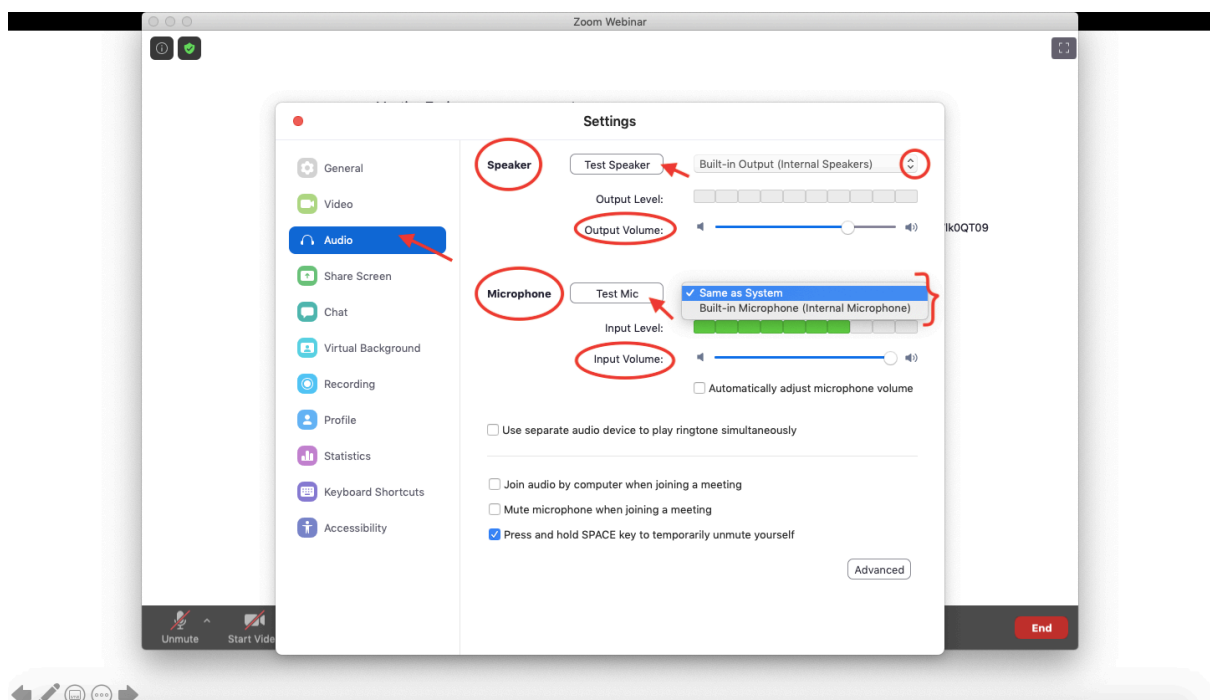 Zoom Webinar
Settings
General
Video
Audio
Share Screen
Chat
Virtual Background
Recording
Profile
Statistics
Keyboard Shortcuts
Accessibility
Speaker
Test Speaker
Built-in Output (Internal Speakers)
Output Level:
Output Volume:
Microphone
Test Mic
Same as System
Built-in Microphone (Internal Microphone)
Input Level:
Input Volume:
Automatically adjust microphone volume
Use separate audio device to play ringtone simultaneously
Join audio by computer when joining a meeting
Mute microphone when joining a meeting
Press and hold SPACE key to temporarily unmute yourself
Advanced
Unmute
Start Vide
End